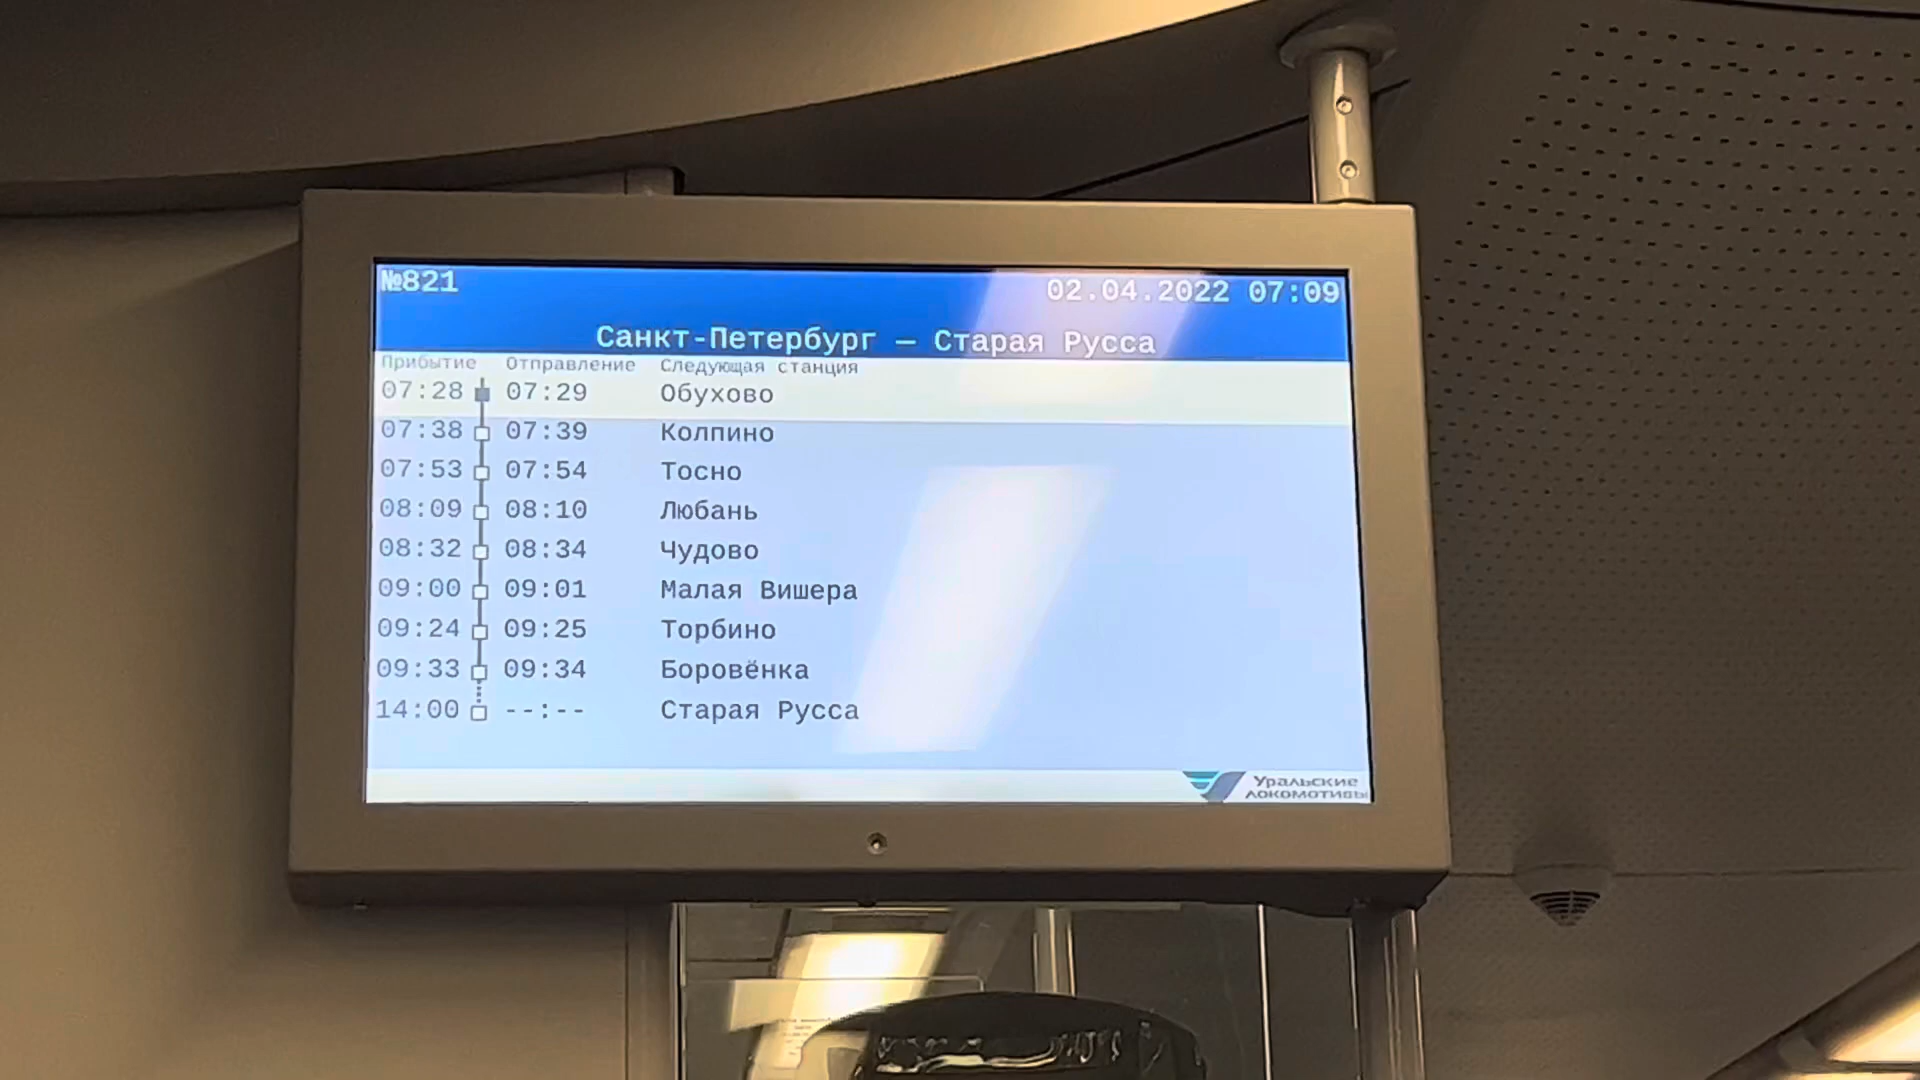 №821
02.04.2022 07:09
Санкт-Петербург — Старая Русса
Прибытие Отправление Следующая станция
07:28 07:29 Обухово
07:38 07:39 Колпино
07:53 07:54 Тосно
08:09 08:10 Любань
08:32 08:34 Чудово
09:00 09:01 Малая Вишера
09:24 09:25 Торбино
09:33 09:34 Боровёнка
14:00 --:-- Старая Русса
Уральские
локомотивы